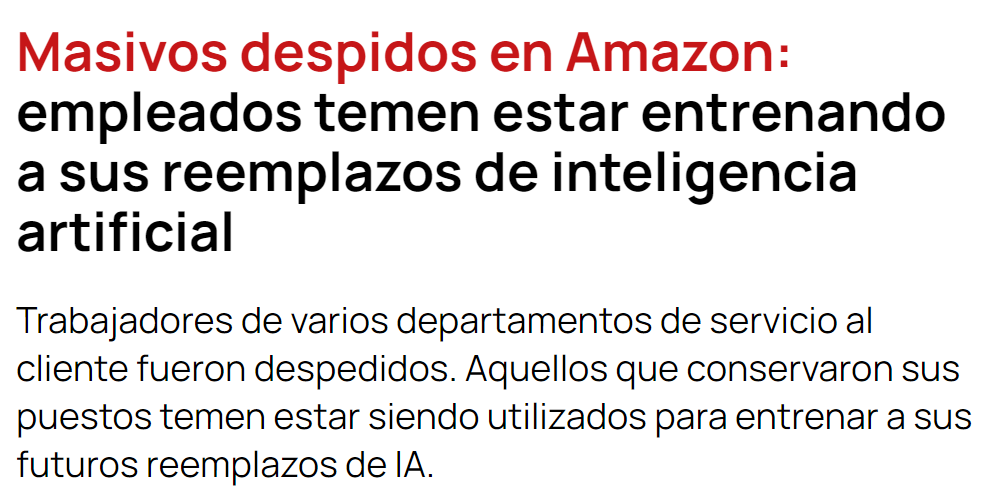 Masivos despidos en Amazon:
empleados temen estar entrenando
a sus reemplazos de inteligencia
artificial
Trabajadores de varios departamentos de servicio al
cliente fueron despedidos. Aquellos que conservaron sus
puestos temen estar siendo utilizados para entrenar a sus
futuros reemplazos de IA.